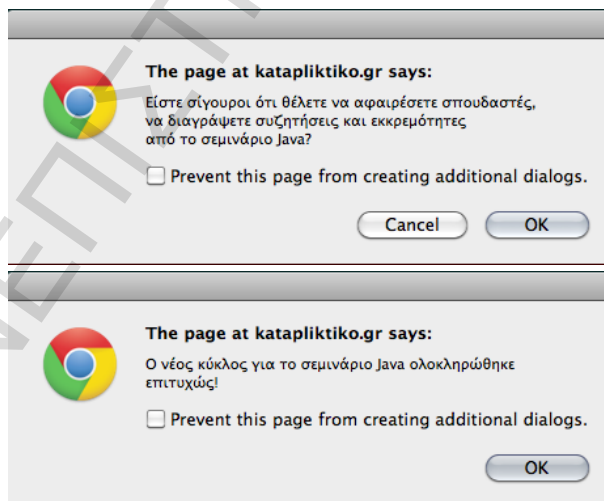 The page at katapliktiko.gr says:
Είστε σίγουροι ότι θέλετε να αφαιρέσετε σπουδαστές,
να διαγράψετε συζητήσεις και εκκρεμότητες
από το σεμινάριο Java?
Prevent this page from creating additional dialogs.
Cancel OK
The page at katapliktiko.gr says:
Ο νέος κύκλος για το σεμινάριο Java ολοκληρώθηκε
επιτυχώς!
Prevent this page from creating additional dialogs.
OK